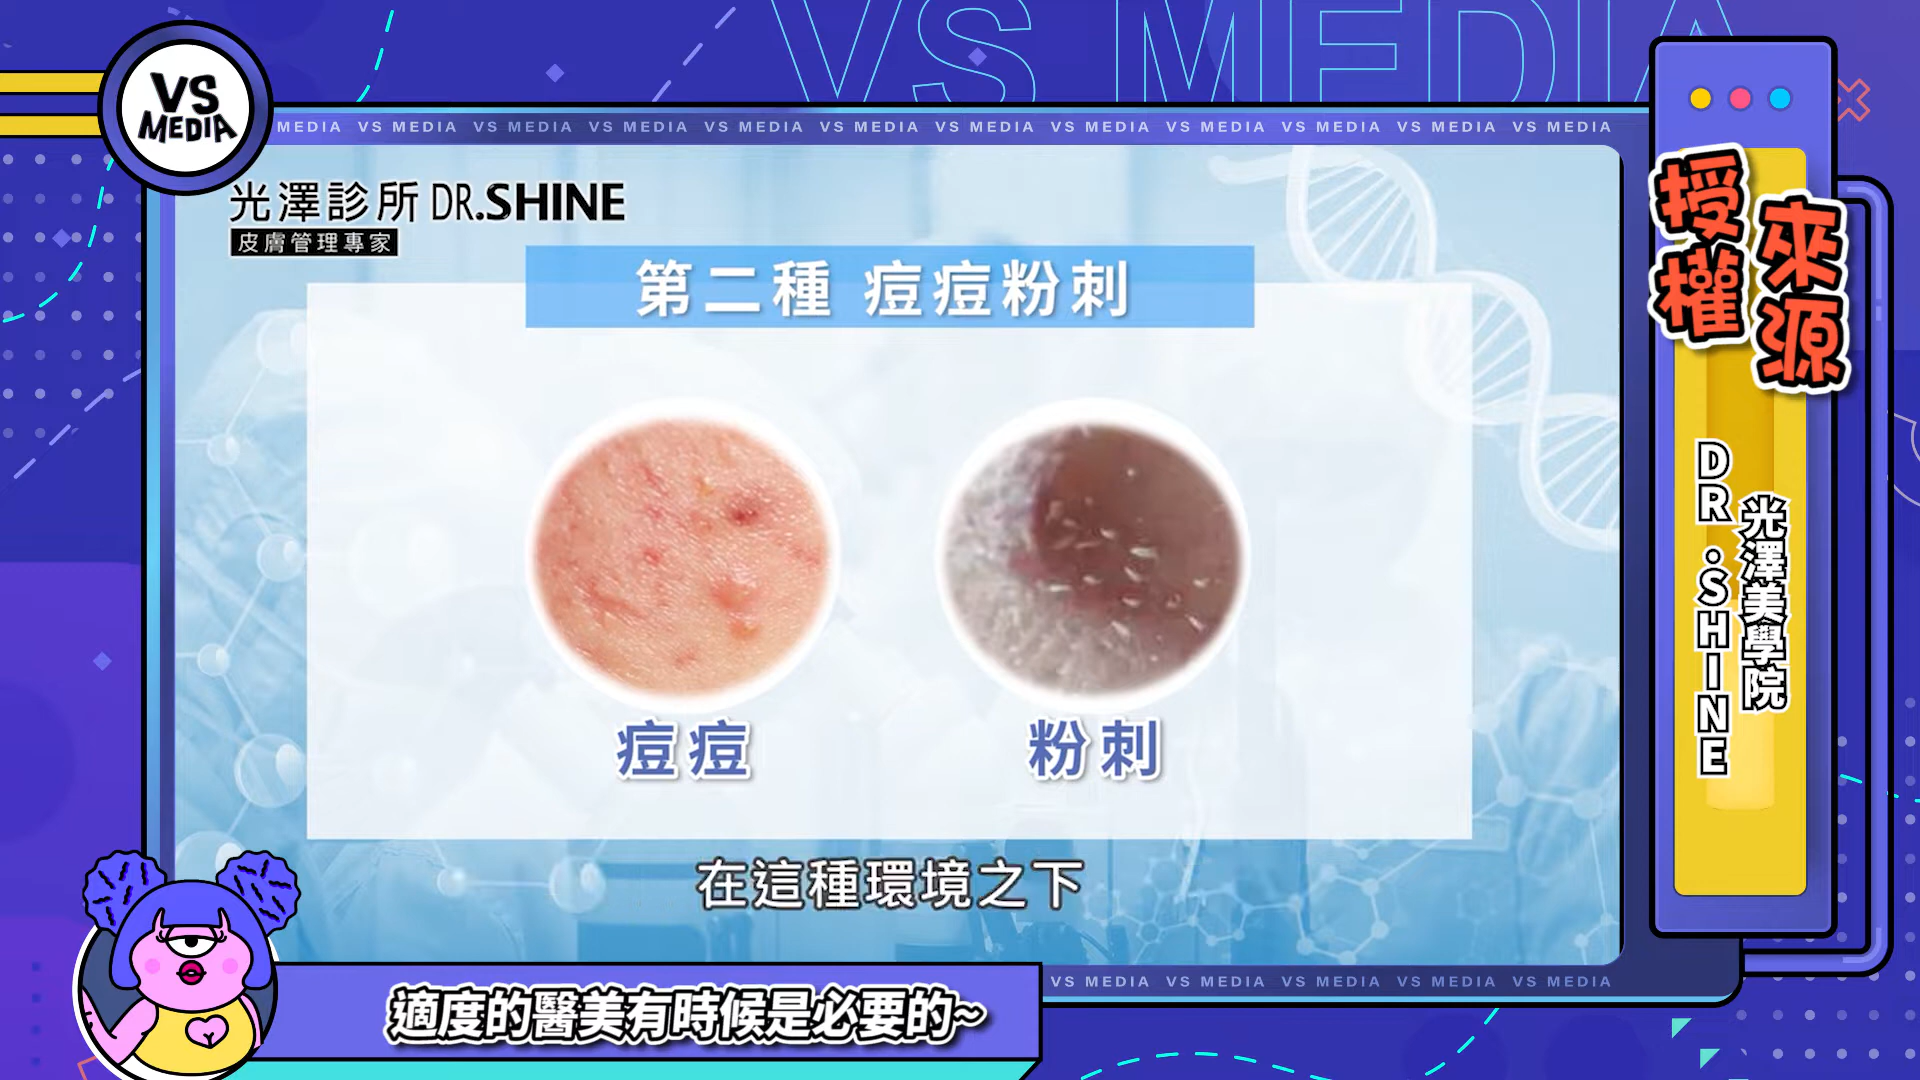 VS MEDIA
VS
MEDIA
MEDIA VS MEDIA VS MEDIA VS MEDIA VS MEDIA VS MEDIA VS MEDIA VS MEDIA VS MEDIA VS MEDIA VS MEDIA VS MEDIA
光澤診所 DR.SHINE
皮膚管理專家
第二種 痘痘粉刺
痘痘
粉刺
在這種環境之下
授權
來源
光澤美學院
DR.SHINE
VS MEDIA VS MEDIA VS MEDIA VS MEDIA VS MEDIA
適度的醫美有時候是必要的~